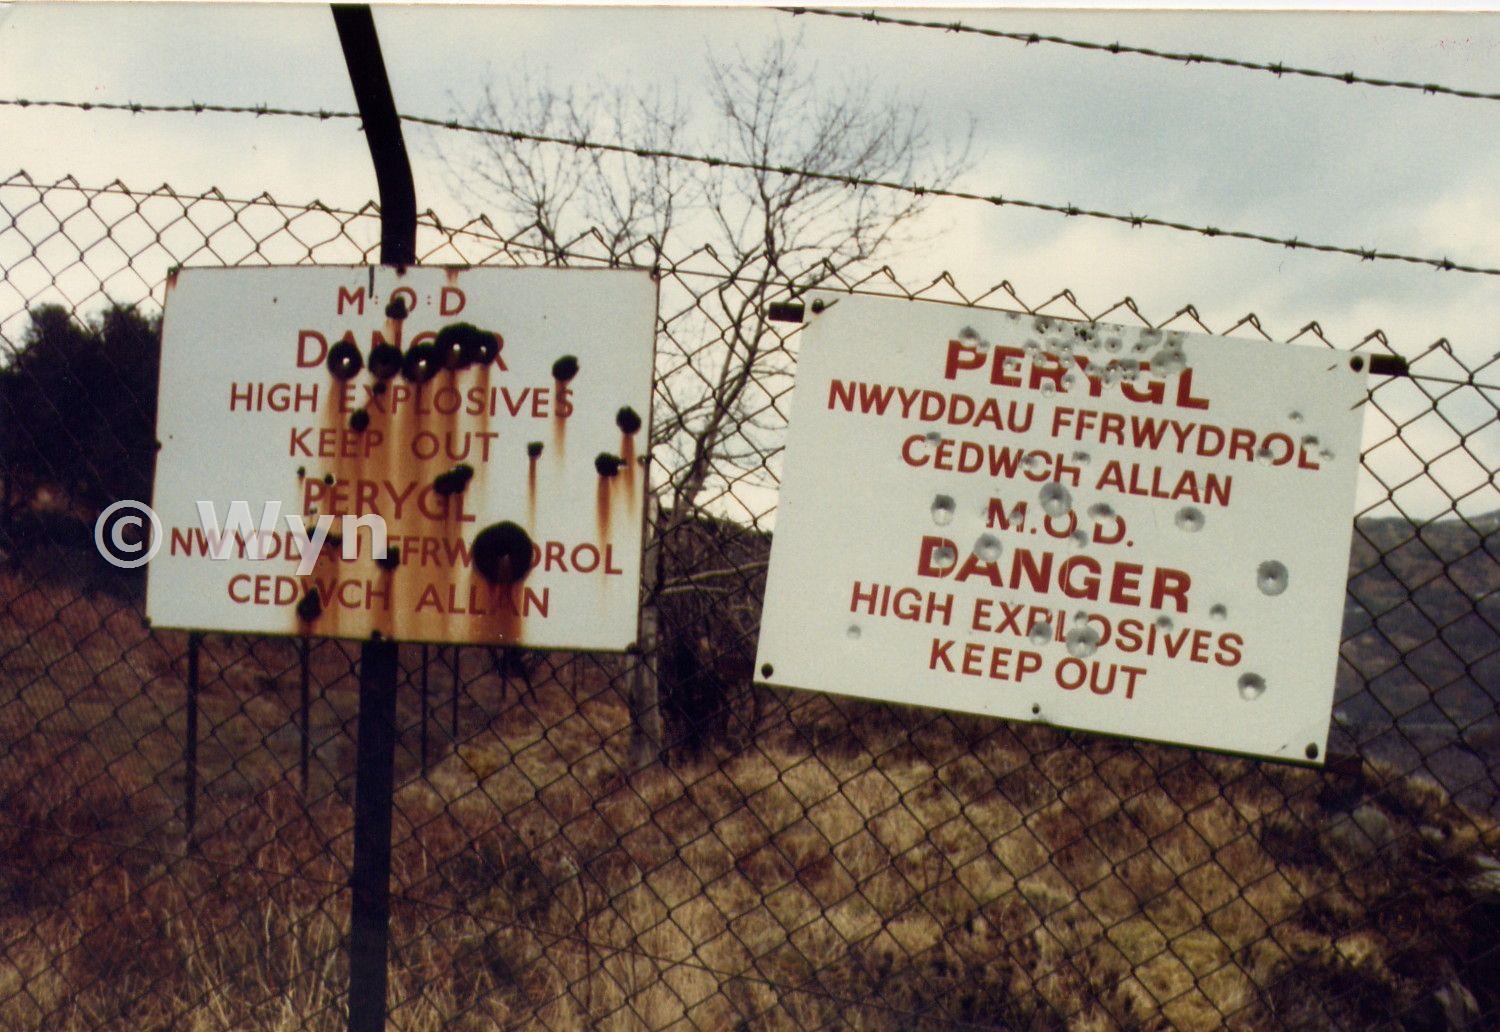 M:O:D
DANGER
HIGH EXPLOSIVES
KEEP OUT
PERYGL
NWYDDAU FFRWYDROL
CEDWCH ALLAN
PERYGL
NWYDDAU FFRWYDROL
CEDWCH ALLAN
M.O.D.
DANGER
HIGH EXPLOSIVES
KEEP OUT
© Wyn